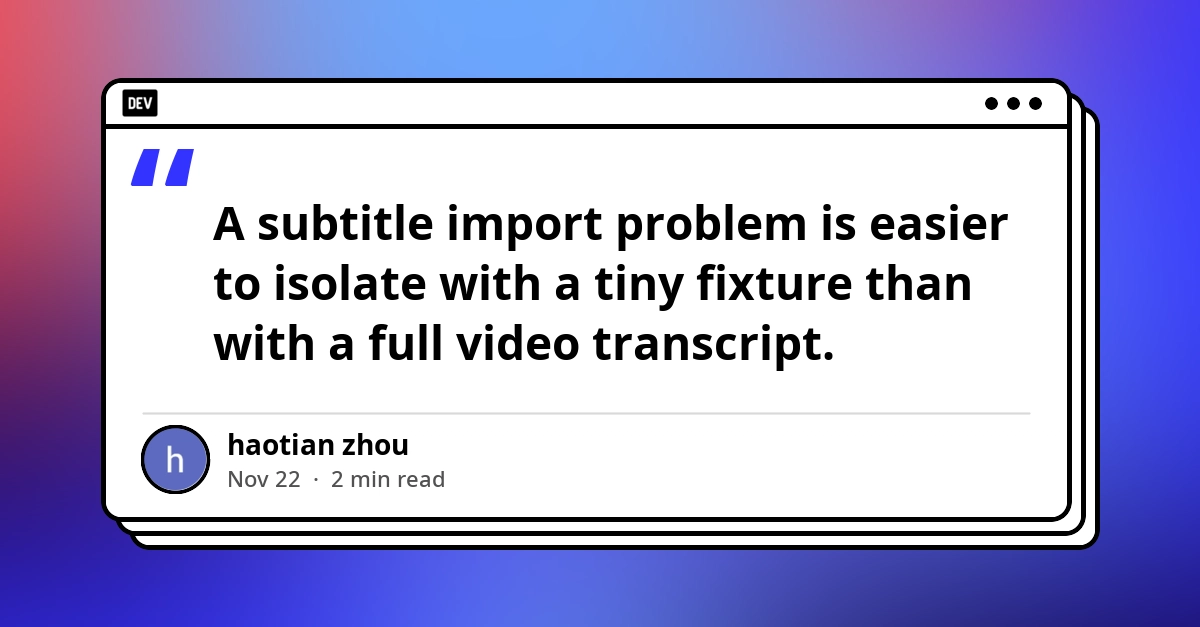 DEV
“
A subtitle import problem is easier
to isolate with a tiny fixture than
with a full video transcript.
h
haotian zhou
Nov 22 · 2 min read